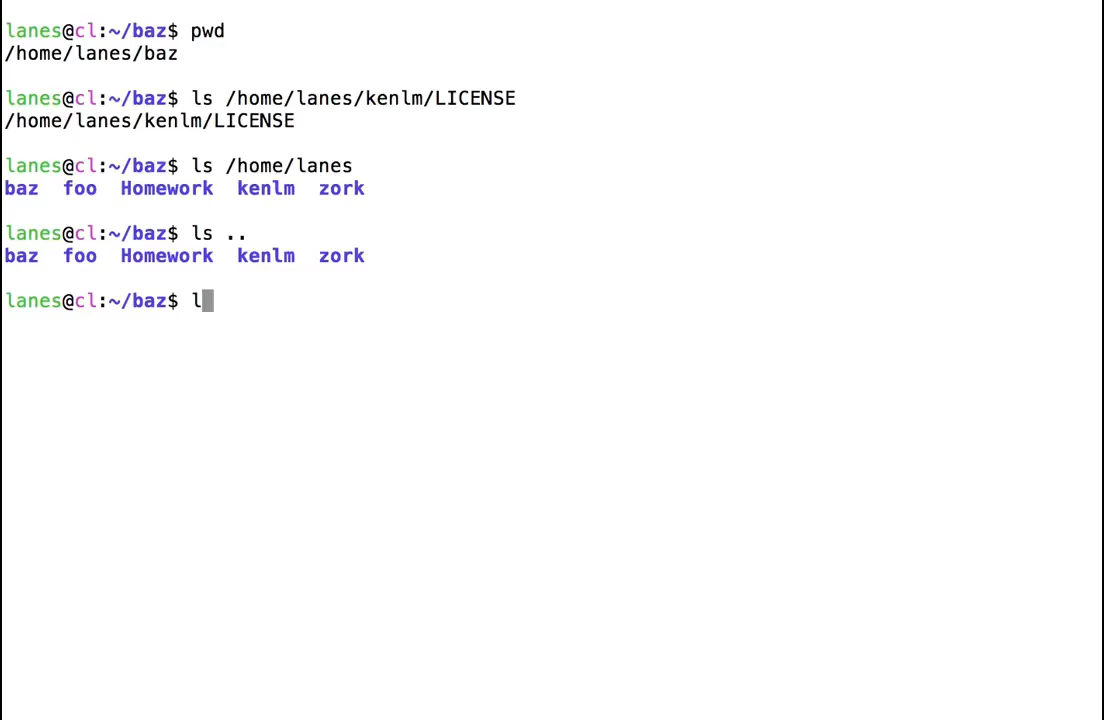 lanes@cl:~/baz$ pwd
/home/lanes/baz
lanes@cl:~/baz$ ls /home/lanes/kenlm/LICENSE
/home/lanes/kenlm/LICENSE
lanes@cl:~/baz$ ls /home/lanes
baz  foo  Homework  kenlm  zork
lanes@cl:~/baz$ ls ..
baz  foo  Homework  kenlm  zork
lanes@cl:~/baz$ l